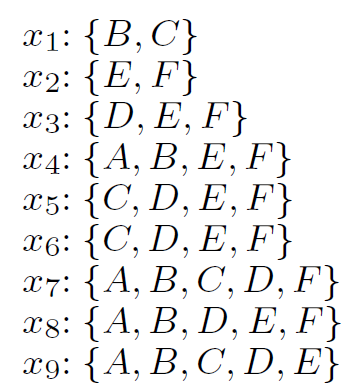 x₁: {B, C}
x₂: {E, F}
x₃: {D, E, F}
x₄: {A, B, E, F}
x₅: {C, D, E, F}
x₆: {C, D, E, F}
x₇: {A, B, C, D, F}
x₈: {A, B, D, E, F}
x₉: {A, B, C, D, E}